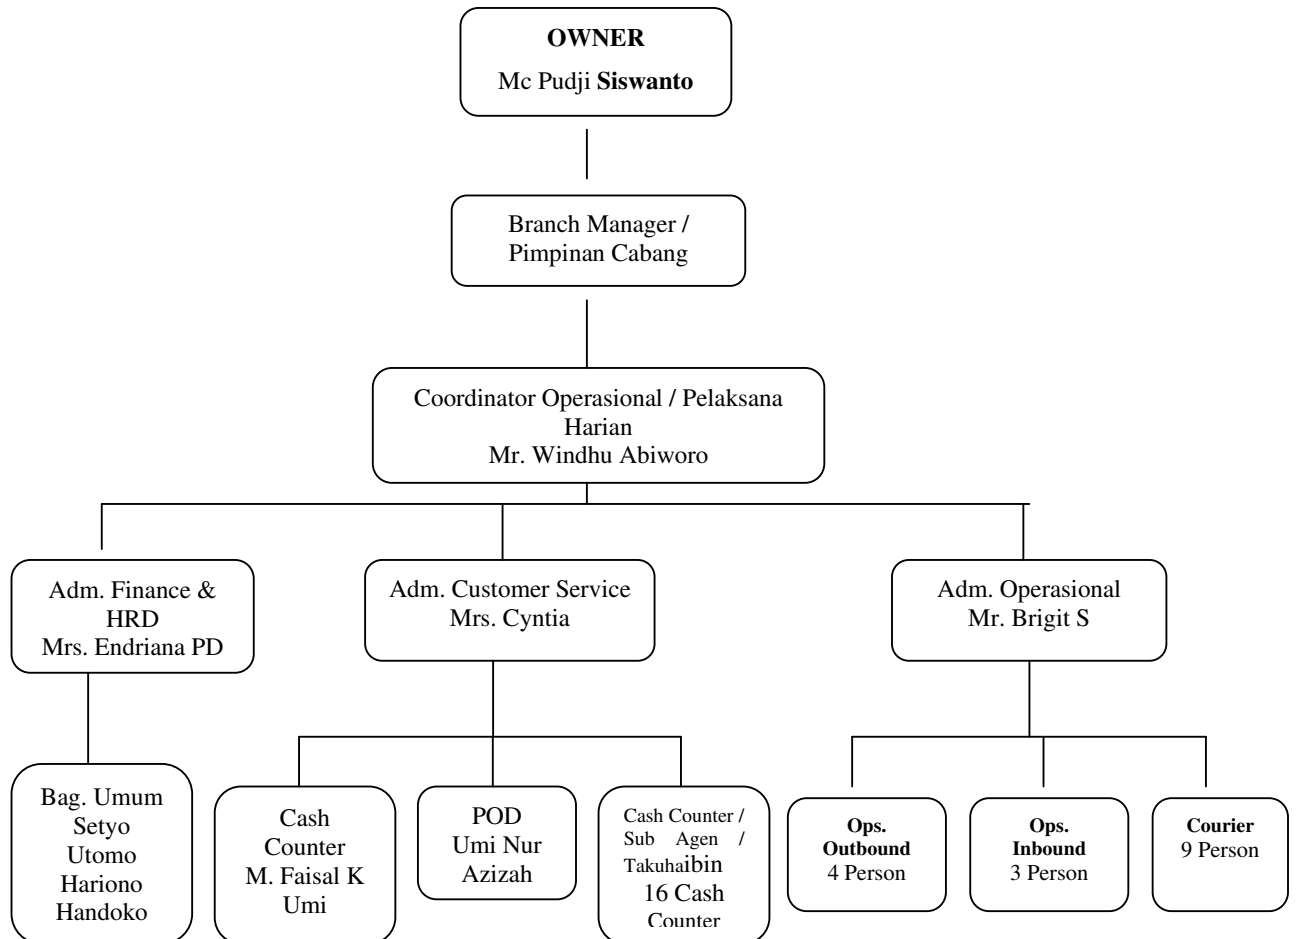 OWNER
Mc Pudji Siswanto
Branch Manager /
Pimpinan Cabang
Coordinator Operasional / Pelaksana
Harian
Mr. Windhu Abiworo
Adm. Finance &
HRD
Mrs. Endriana PD
Adm. Customer Service
Mrs. Cyntia
Adm. Operasional
Mr. Brigit S
Bag. Umum
Setyo
Utomo
Hariono
Handoko
Cash
Counter
M. Faisal K
Umi
POD
Umi Nur
Azizah
Cash Counter /
Sub Agen /
Takuhaibin
16 Cash
Counter
Ops.
Outbound
4 Person
Ops.
Inbound
3 Person
Courier
9 Person